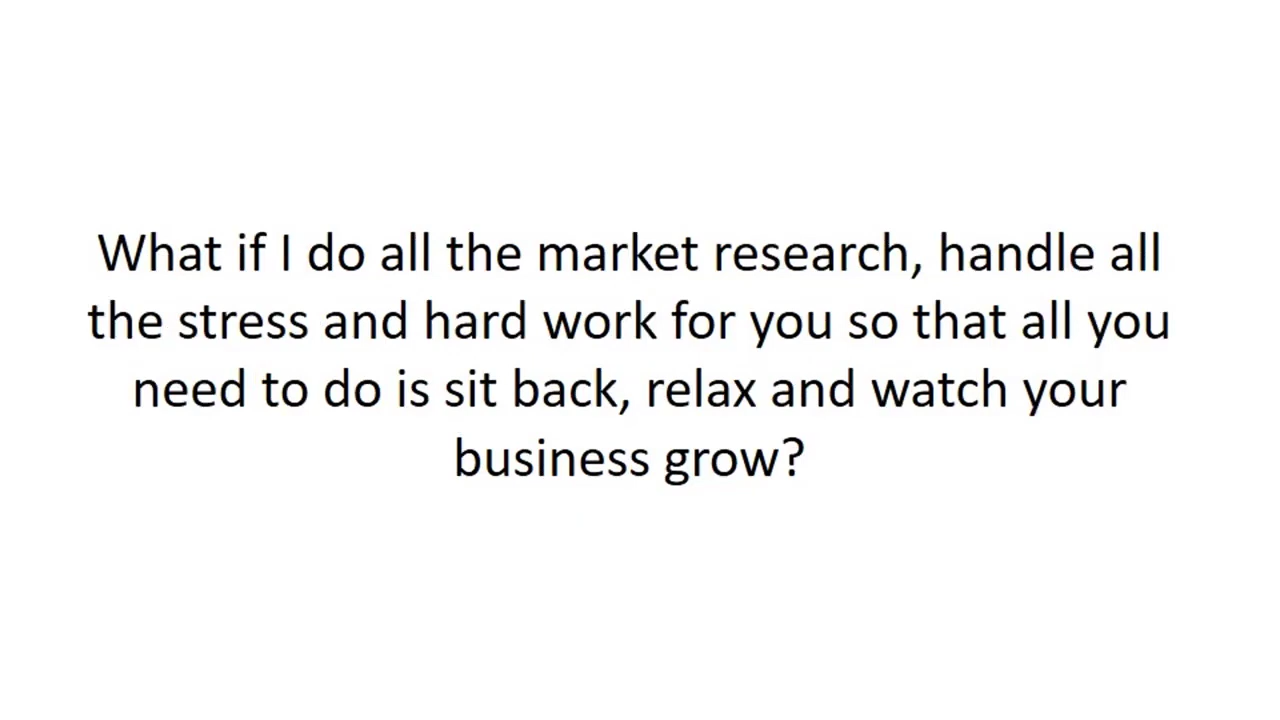 What if I do all the market research, handle all
the stress and hard work for you so that all you
need to do is sit back, relax and watch your
business grow?